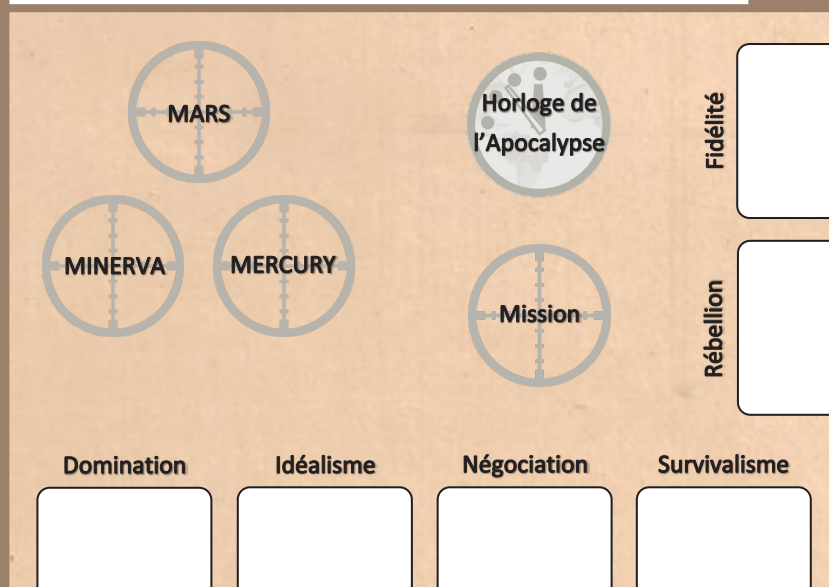 MARS
Horloge de
l'Apocalypse
Fidélité
MINERVA
MERCURY
Mission
Rébellion
Domination
Idéalisme
Négociation
Survivalisme